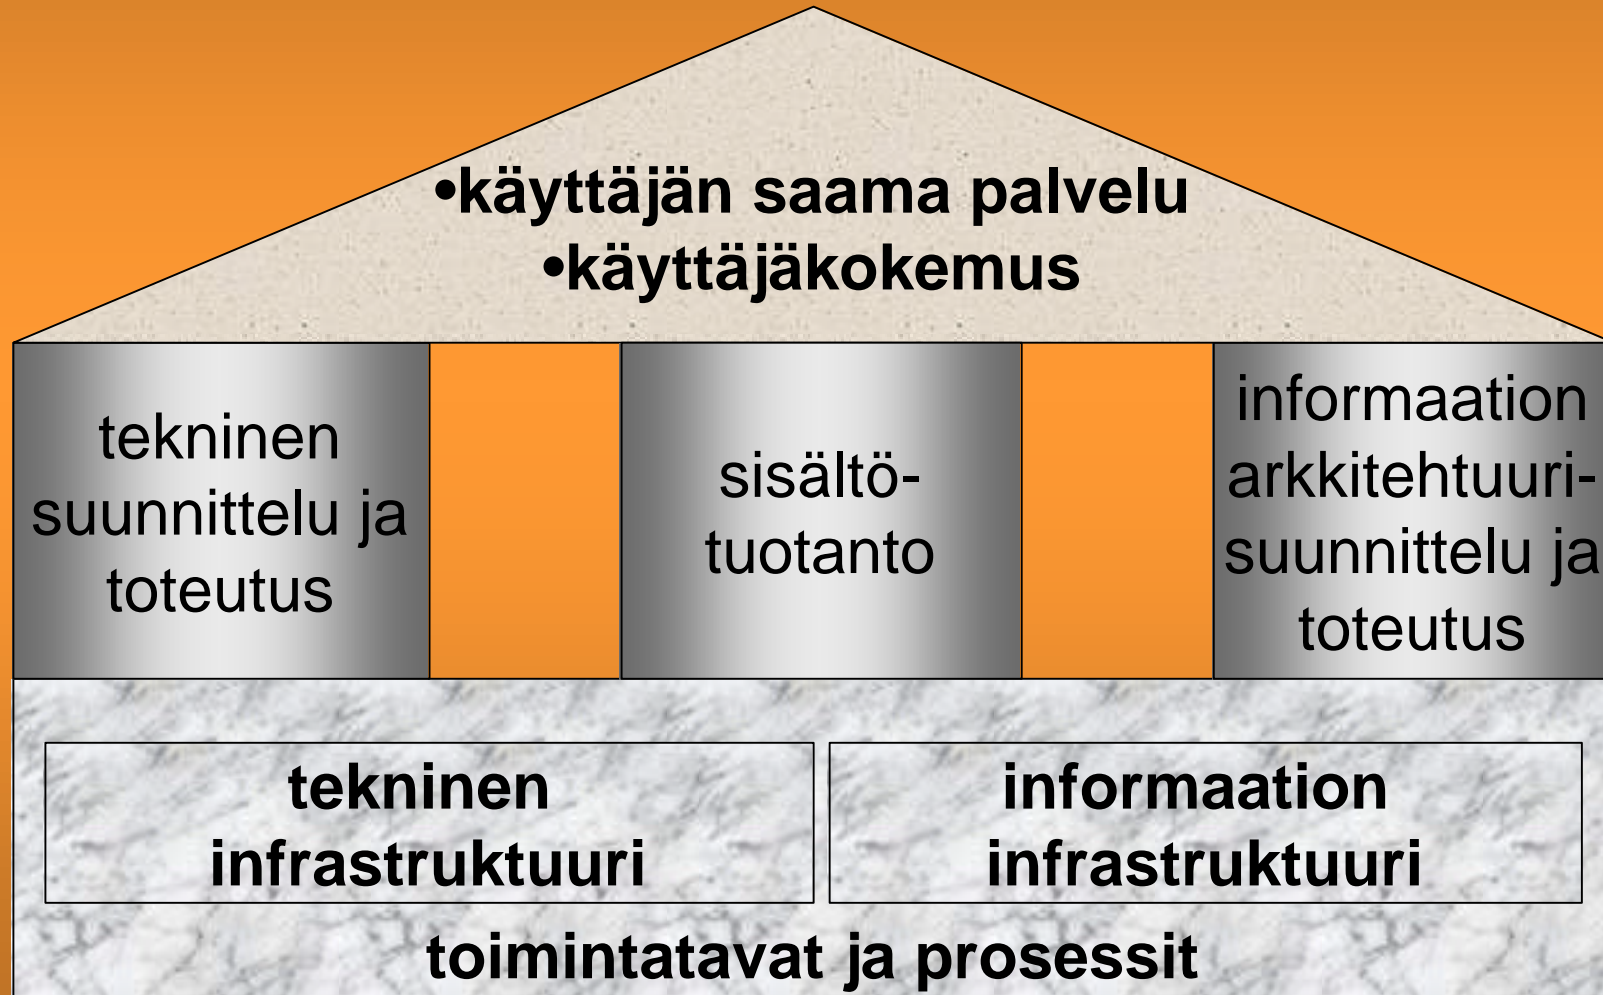 •käyttäjän saama palvelu
•käyttäjäkokemus
tekninen
suunnittelu ja
toteutus
sisältö-
tuotanto
informaation
arkkitehtuuri-
suunnittelu ja
toteutus
tekninen
infrastruktuuri
informaation
infrastruktuuri
toimintatavat ja prosessit